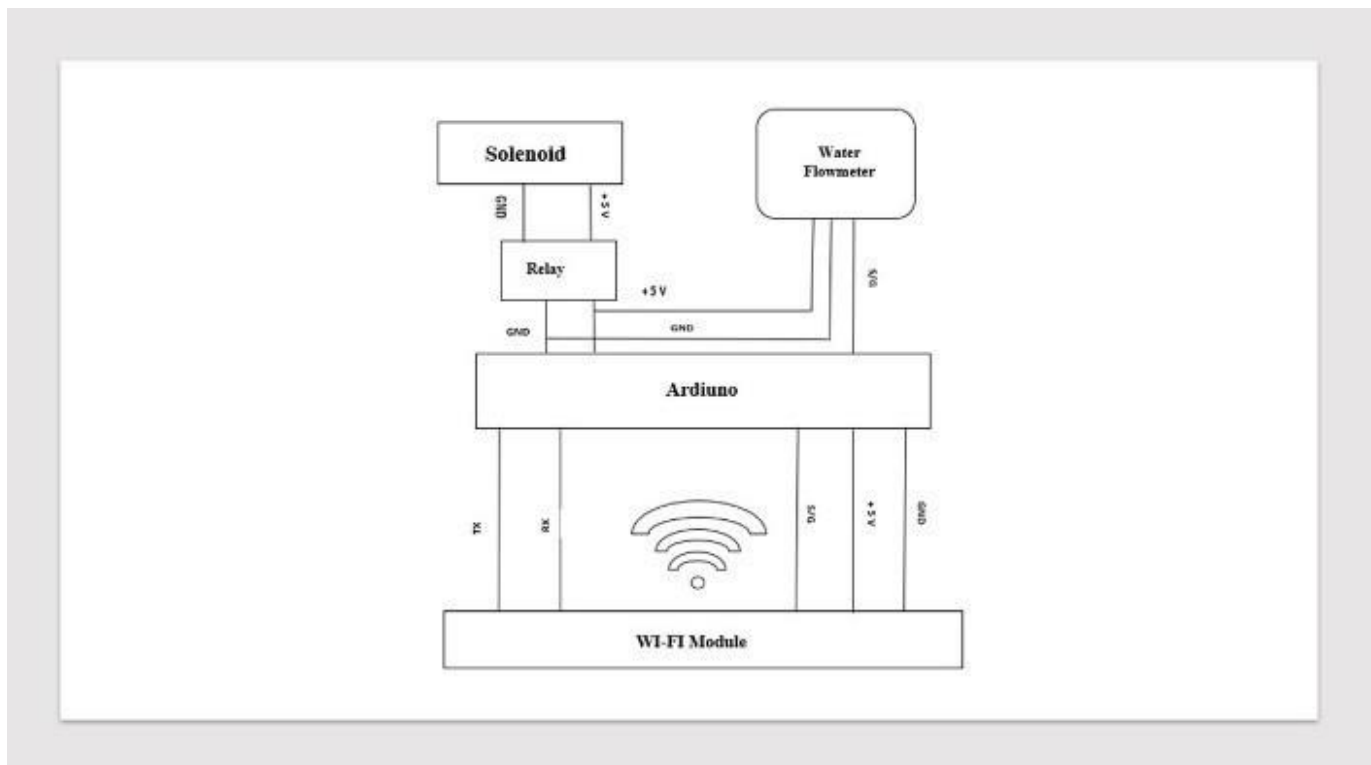 Solenoid
Water
Flowmeter
GND
+5V
Relay
S/G
+5V
GND
GND
Ardiuno
TX
RX
S/G
+5V
GND
WI-FI Module